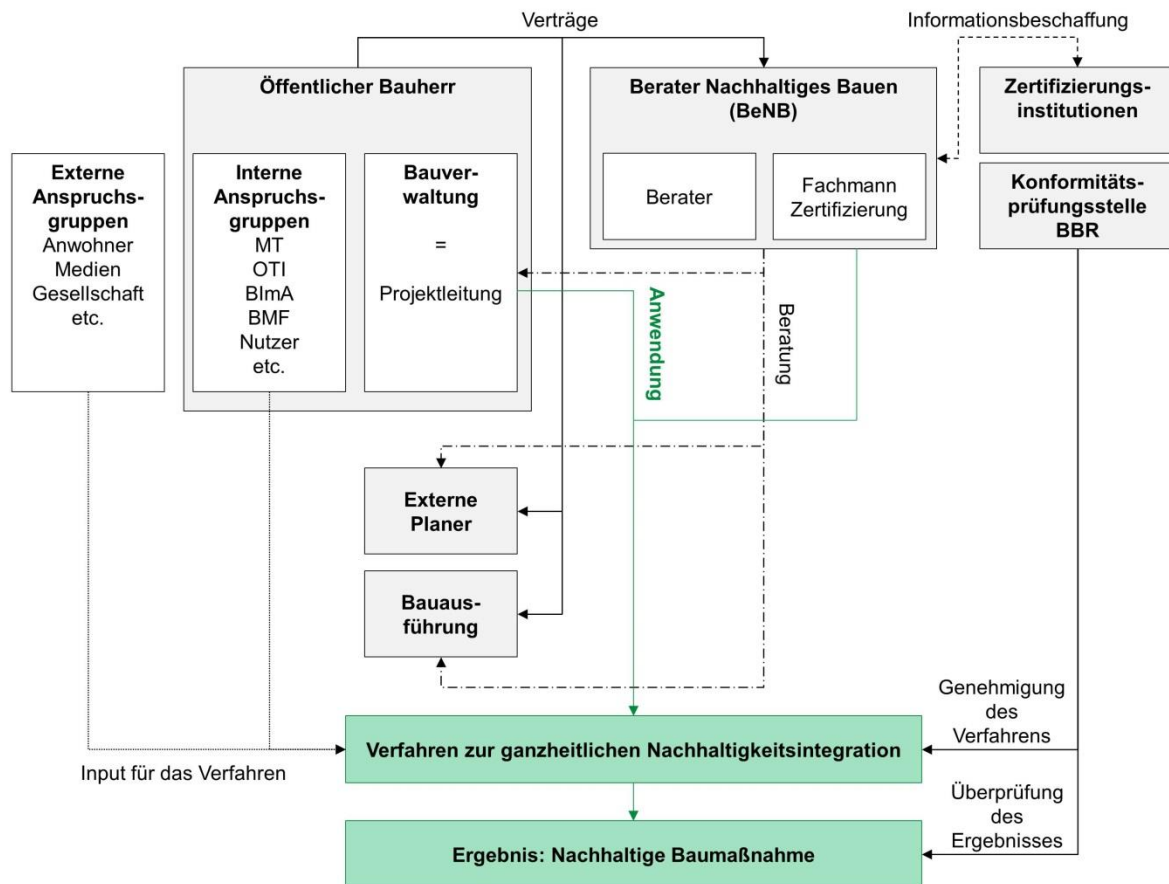 Verträge
Informationsbeschaffung
Öffentlicher Bauherr
Berater Nachhaltiges Bauen
(BeNB)
Zertifizierungs-
institutionen
Externe
Anspruchs-
gruppen
Anwohner
Medien
Gesellschaft
etc.
Interne
Anspruchs-
gruppen
MT
OTI
BImA
BMF
Nutzer
etc.
Bauver-
waltung
=
Projektleitung
Berater
Fachmann
Zertifizierung
Konformitäts-
prüfungsstelle
BBR
Anwendung
Beratung
Externe
Planer
Bauaus-
führung
Genehmigung
des
Verfahrens
Verfahren zur ganzheitlichen Nachhaltigkeitsintegration
Input für das Verfahren
Überprüfung
des
Ergebnisses
Ergebnis: Nachhaltige Baumaßnahme